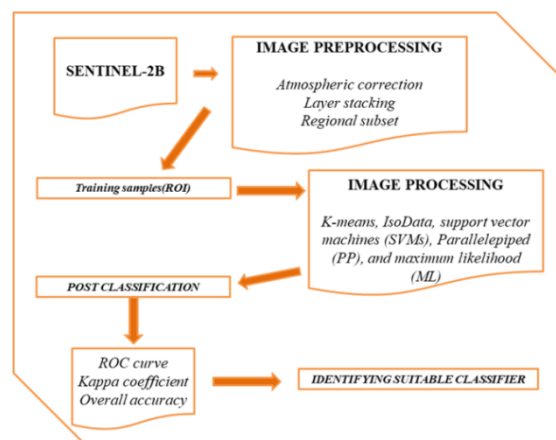 SENTINEL-2B
IMAGE PREPROCESSING
Atmospheric correction
Layer stacking
Regional subset
Training samples(ROI)
IMAGE PROCESSING
K-means, IsoData, support vector
machines (SVMs), Parallelepiped
(PP), and maximum likelihood
(ML)
POST CLASSIFICATION
ROC curve
Kappa coefficient
Overall accuracy
IDENTIFYING SUITABLE CLASSIFIER